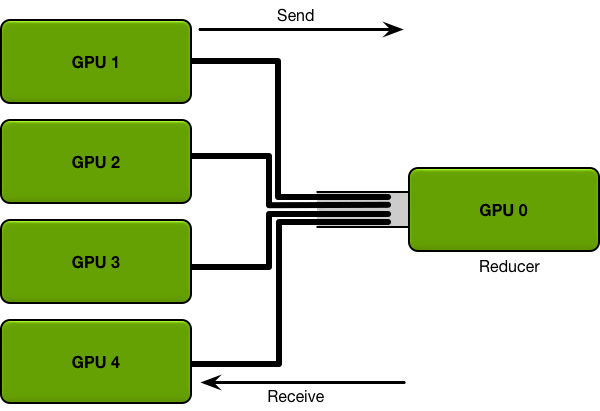 Send
GPU 1
GPU 2
GPU 0
GPU 3
Reducer
GPU 4
Receive